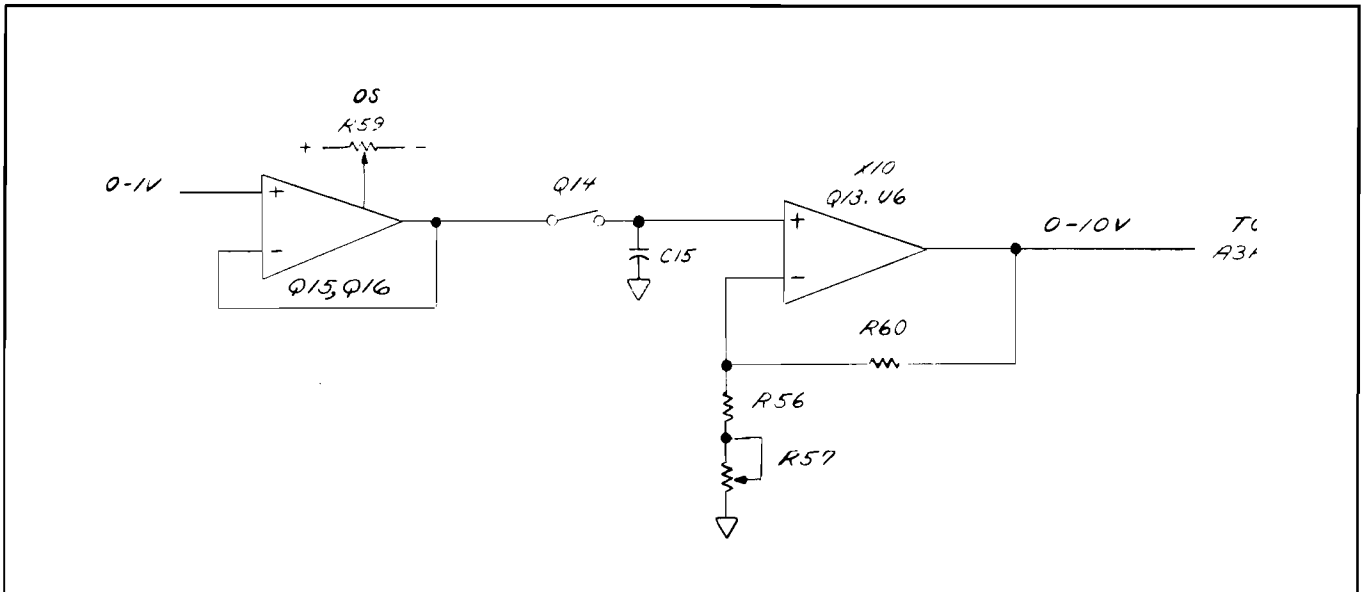 OS
R59
+ -
0-1V
+
-
Q15, Q16
Q14
C15
X10
Q13. U6
+
-
0-10V
R60
R56
R57